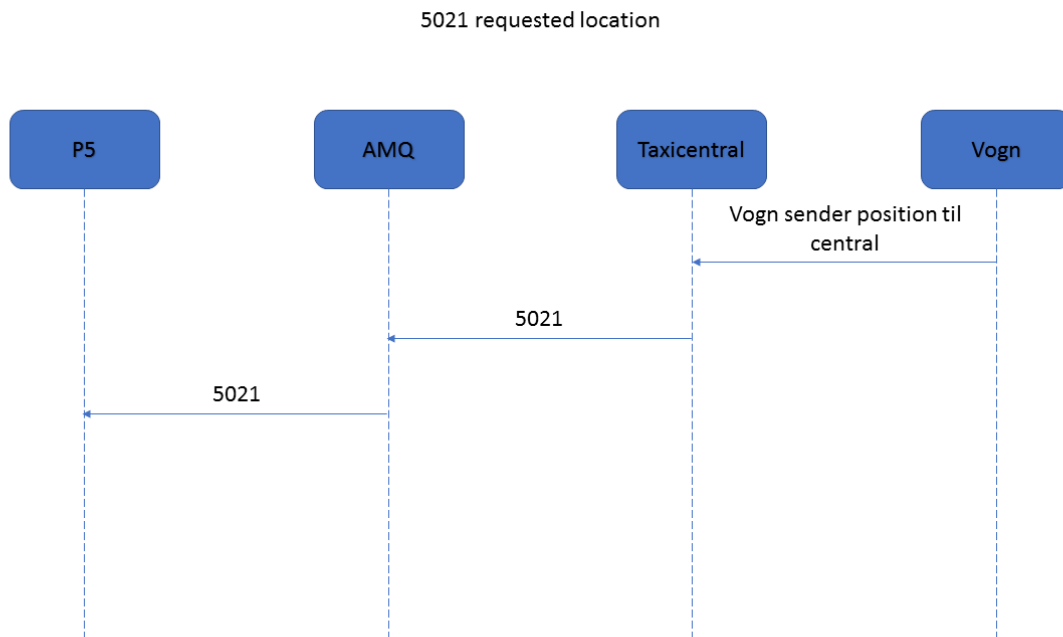 5021 requested location
P5
AMQ
Taxicentral
Vogn
Vogn sender position til
central
5021
5021